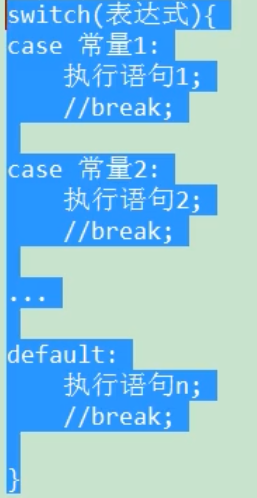 switch(表达式){
case 常量1:
    执行语句1;
    //break;

case 常量2:
    执行语句2;
    //break;

...

default:
    执行语句n;
    //break;

}